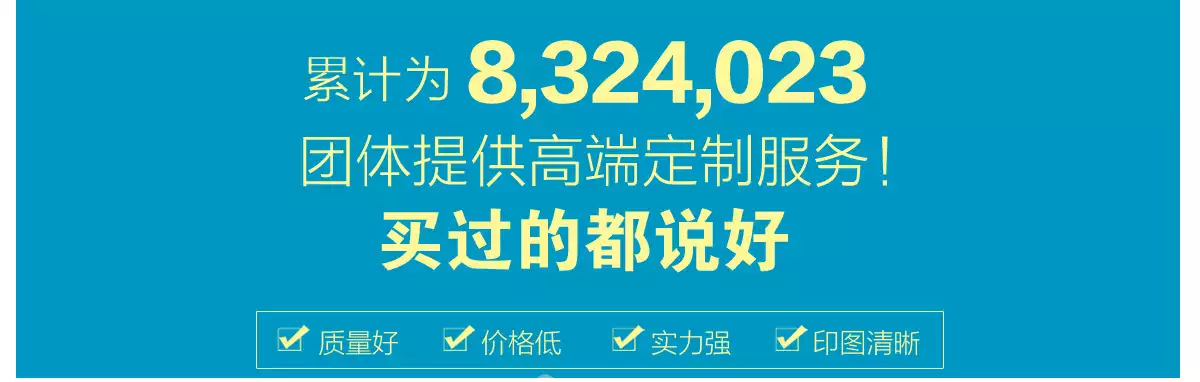 累计为 8,324,023
团体提供高端定制服务！
买过的都说好
质量好 价格低 实力强 印图清晰